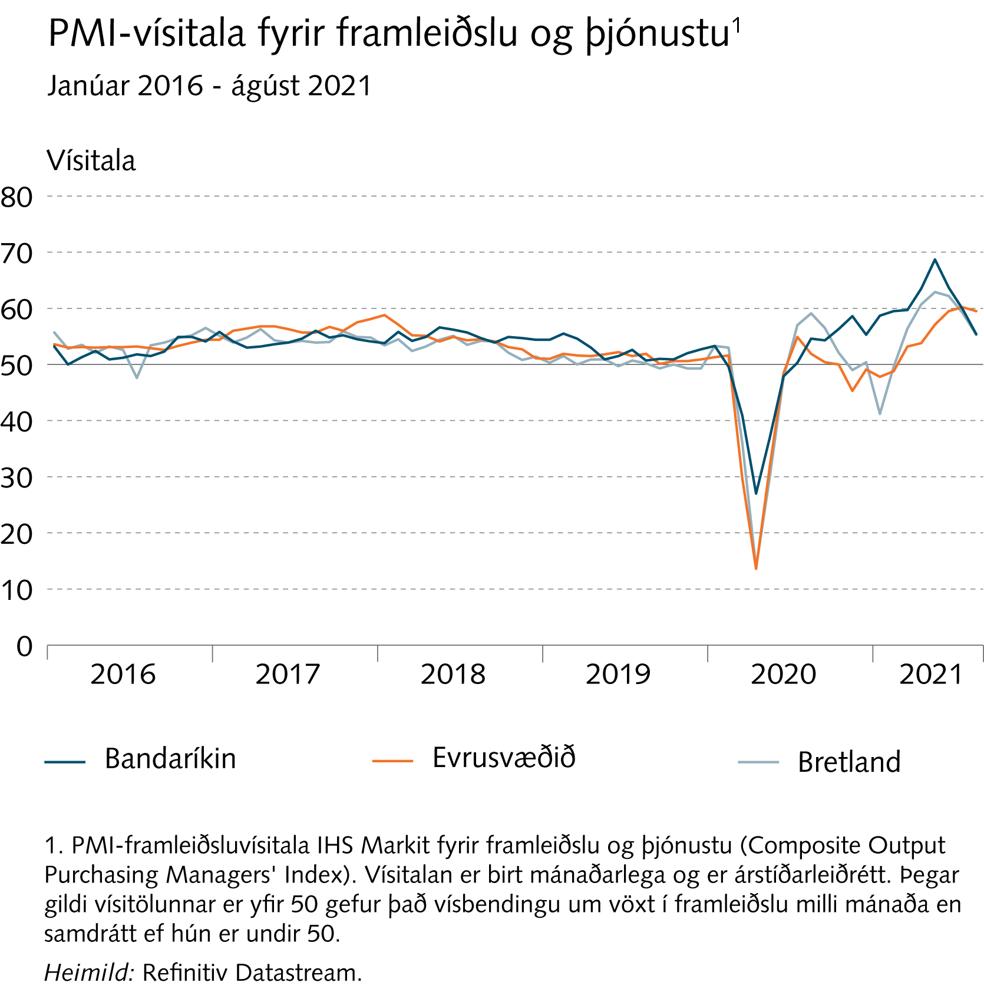 PMI-vísitala fyrir framleiðslu og þjónustu¹
Janúar 2016 - ágúst 2021
Vísitala
80
70
60
50
40
30
20
10
0
2016 2017 2018 2019 2020 2021
Bandaríkin Evrusvæðið Bretland
1. PMI-framleiðsluvísitala IHS Markit fyrir framleiðslu og þjónustu (Composite Output
Purchasing Managers' Index). Vísitalan er birt mánaðarlega og er árstíðarleiðrétt. Þegar
gildi vísitölunnar er yfir 50 gefur það vísbendingu um vöxt í framleiðslu milli mánaða en
samdrátt ef hún er undir 50.
Heimild: Refinitiv Datastream.